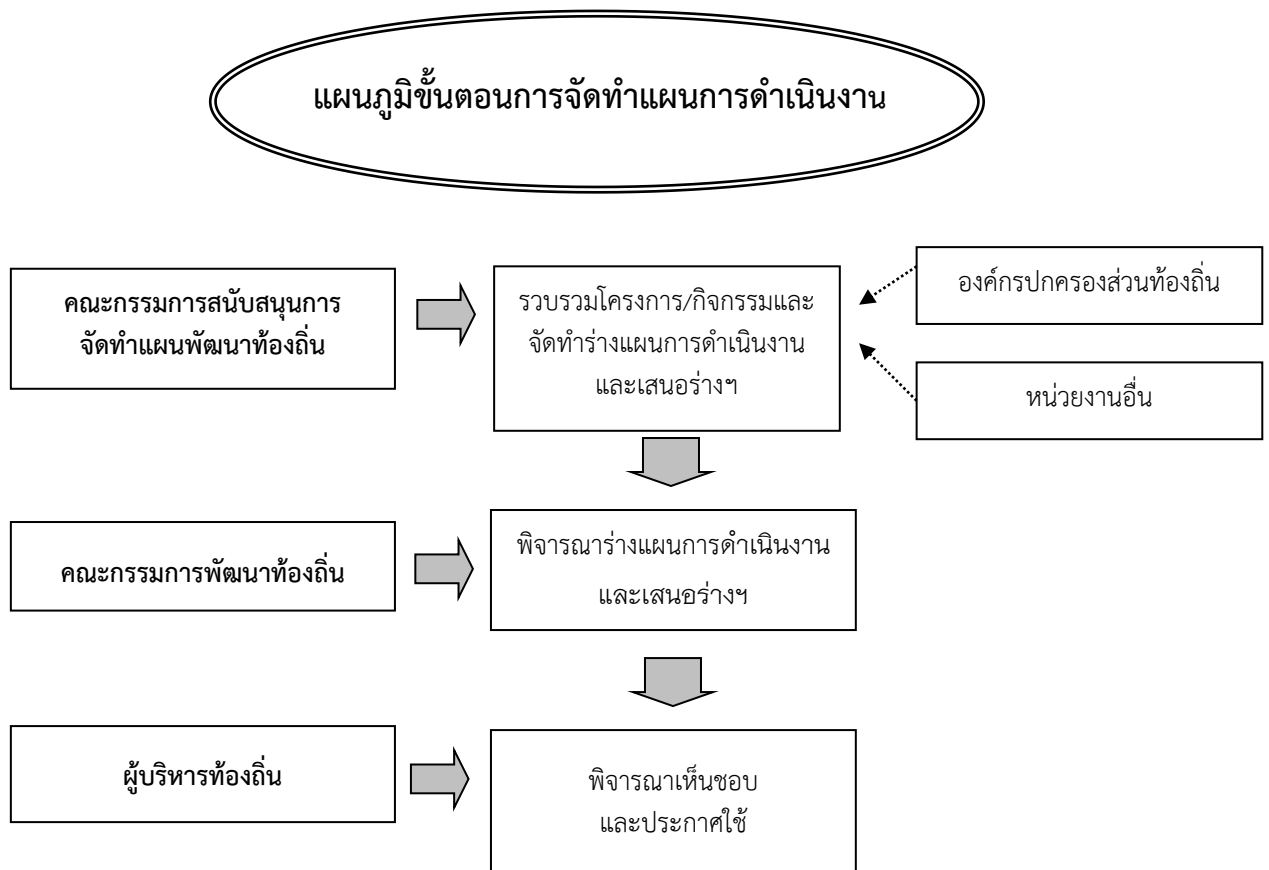 แผนภูมิขั้นตอนการจัดทำแผนการดำเนินงาน
คณะกรรมการสนับสนุนการ
จัดทำแผนพัฒนาท้องถิ่น
รวบรวมโครงการ/กิจกรรมและ
จัดทำร่างแผนการดำเนินงาน
และเสนอร่างฯ
องค์กรปกครองส่วนท้องถิ่น
หน่วยงานอื่น
คณะกรรมการพัฒนาท้องถิ่น
พิจารณาร่างแผนการดำเนินงาน
และเสนอร่างฯ
ผู้บริหารท้องถิ่น
พิจารณาเห็นชอบ
และประกาศใช้